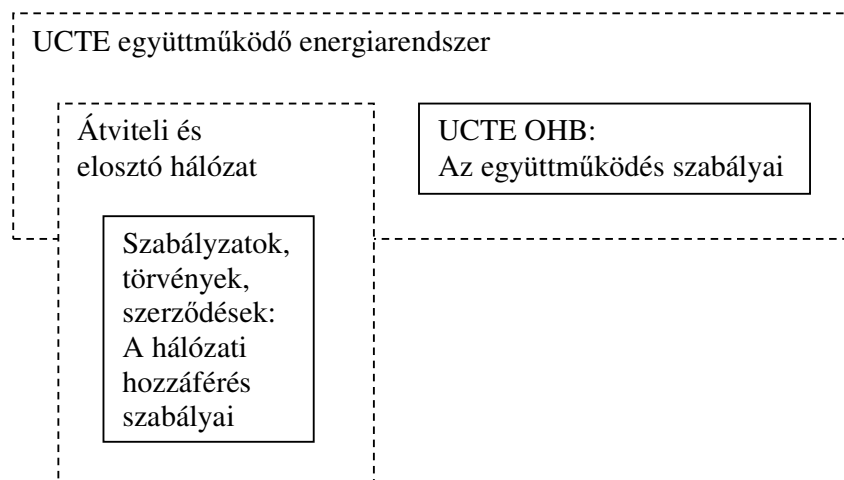 UCTE együttműködő energiarendszer
Átviteli és
elosztó hálózat
UCTE OHB:
Az együttműködés szabályai
Szabályzatok,
törvények,
szerződések:
A hálózati
hozzáférés
szabályai